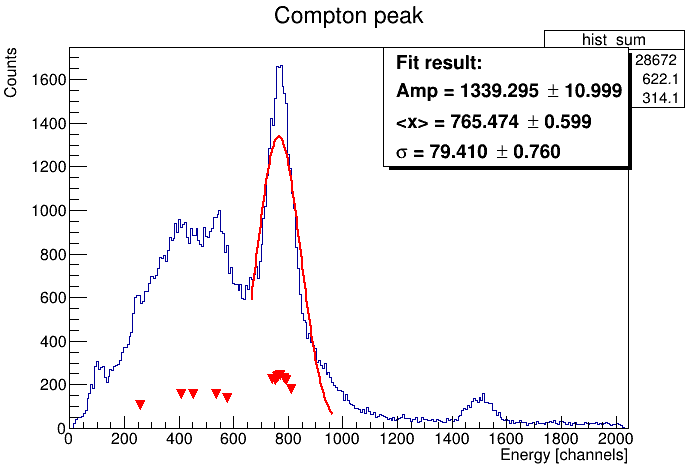 Compton peak
hist_sum
28672
622.1
314.1
Fit result:
Amp = 1339.295 ± 10.999
<x> = 765.474 ± 0.599
σ = 79.410 ± 0.760
Counts
1600
1400
1200
1000
800
600
400
200
0
0 200 400 600 800 1000 1200 1400 1600 1800 2000
Energy [channels]